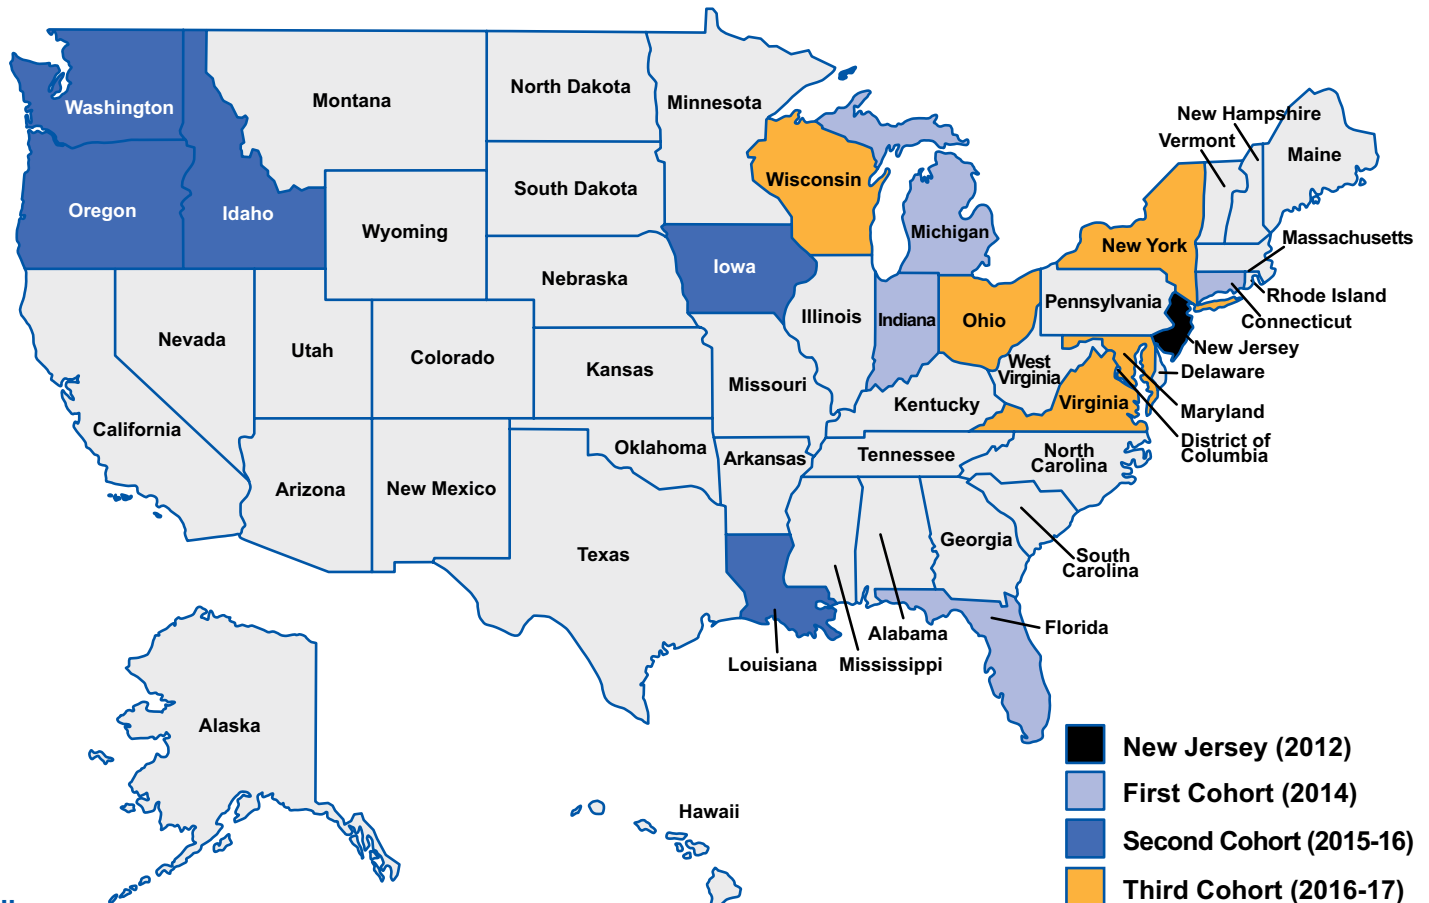 Washington
Montana
North Dakota
Minnesota
New Hampshire
Vermont
Maine
Oregon
Idaho
Wyoming
South Dakota
Wisconsin
Michigan
New York
Massachusetts
Iowa
Nebraska
Illinois
Indiana
Ohio
Pennsylvania
Rhode Island
Connecticut
New Jersey
Nevada
Utah
Colorado
Kansas
Missouri
West
Virginia
Delaware
Kentucky
Virginia
Maryland
California
District of
Columbia
Arizona
New Mexico
Oklahoma
Arkansas
Tennessee
North
Carolina
Texas
Georgia
South
Carolina
Alabama
Florida
Louisiana
Mississippi
Alaska
Hawaii
New Jersey (2012)
First Cohort (2014)
Second Cohort (2015-16)
Third Cohort (2016-17)